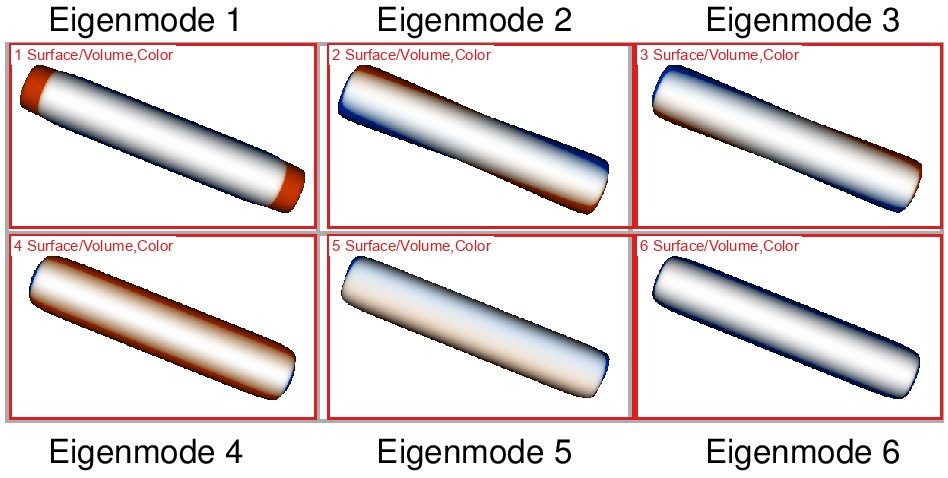 Eigenmode 1 Eigenmode 2 Eigenmode 3
1 Surface/Volume,Color 2 Surface/Volume,Color 3 Surface/Volume,Color
4 Surface/Volume,Color 5 Surface/Volume,Color 6 Surface/Volume,Color
Eigenmode 4 Eigenmode 5 Eigenmode 6